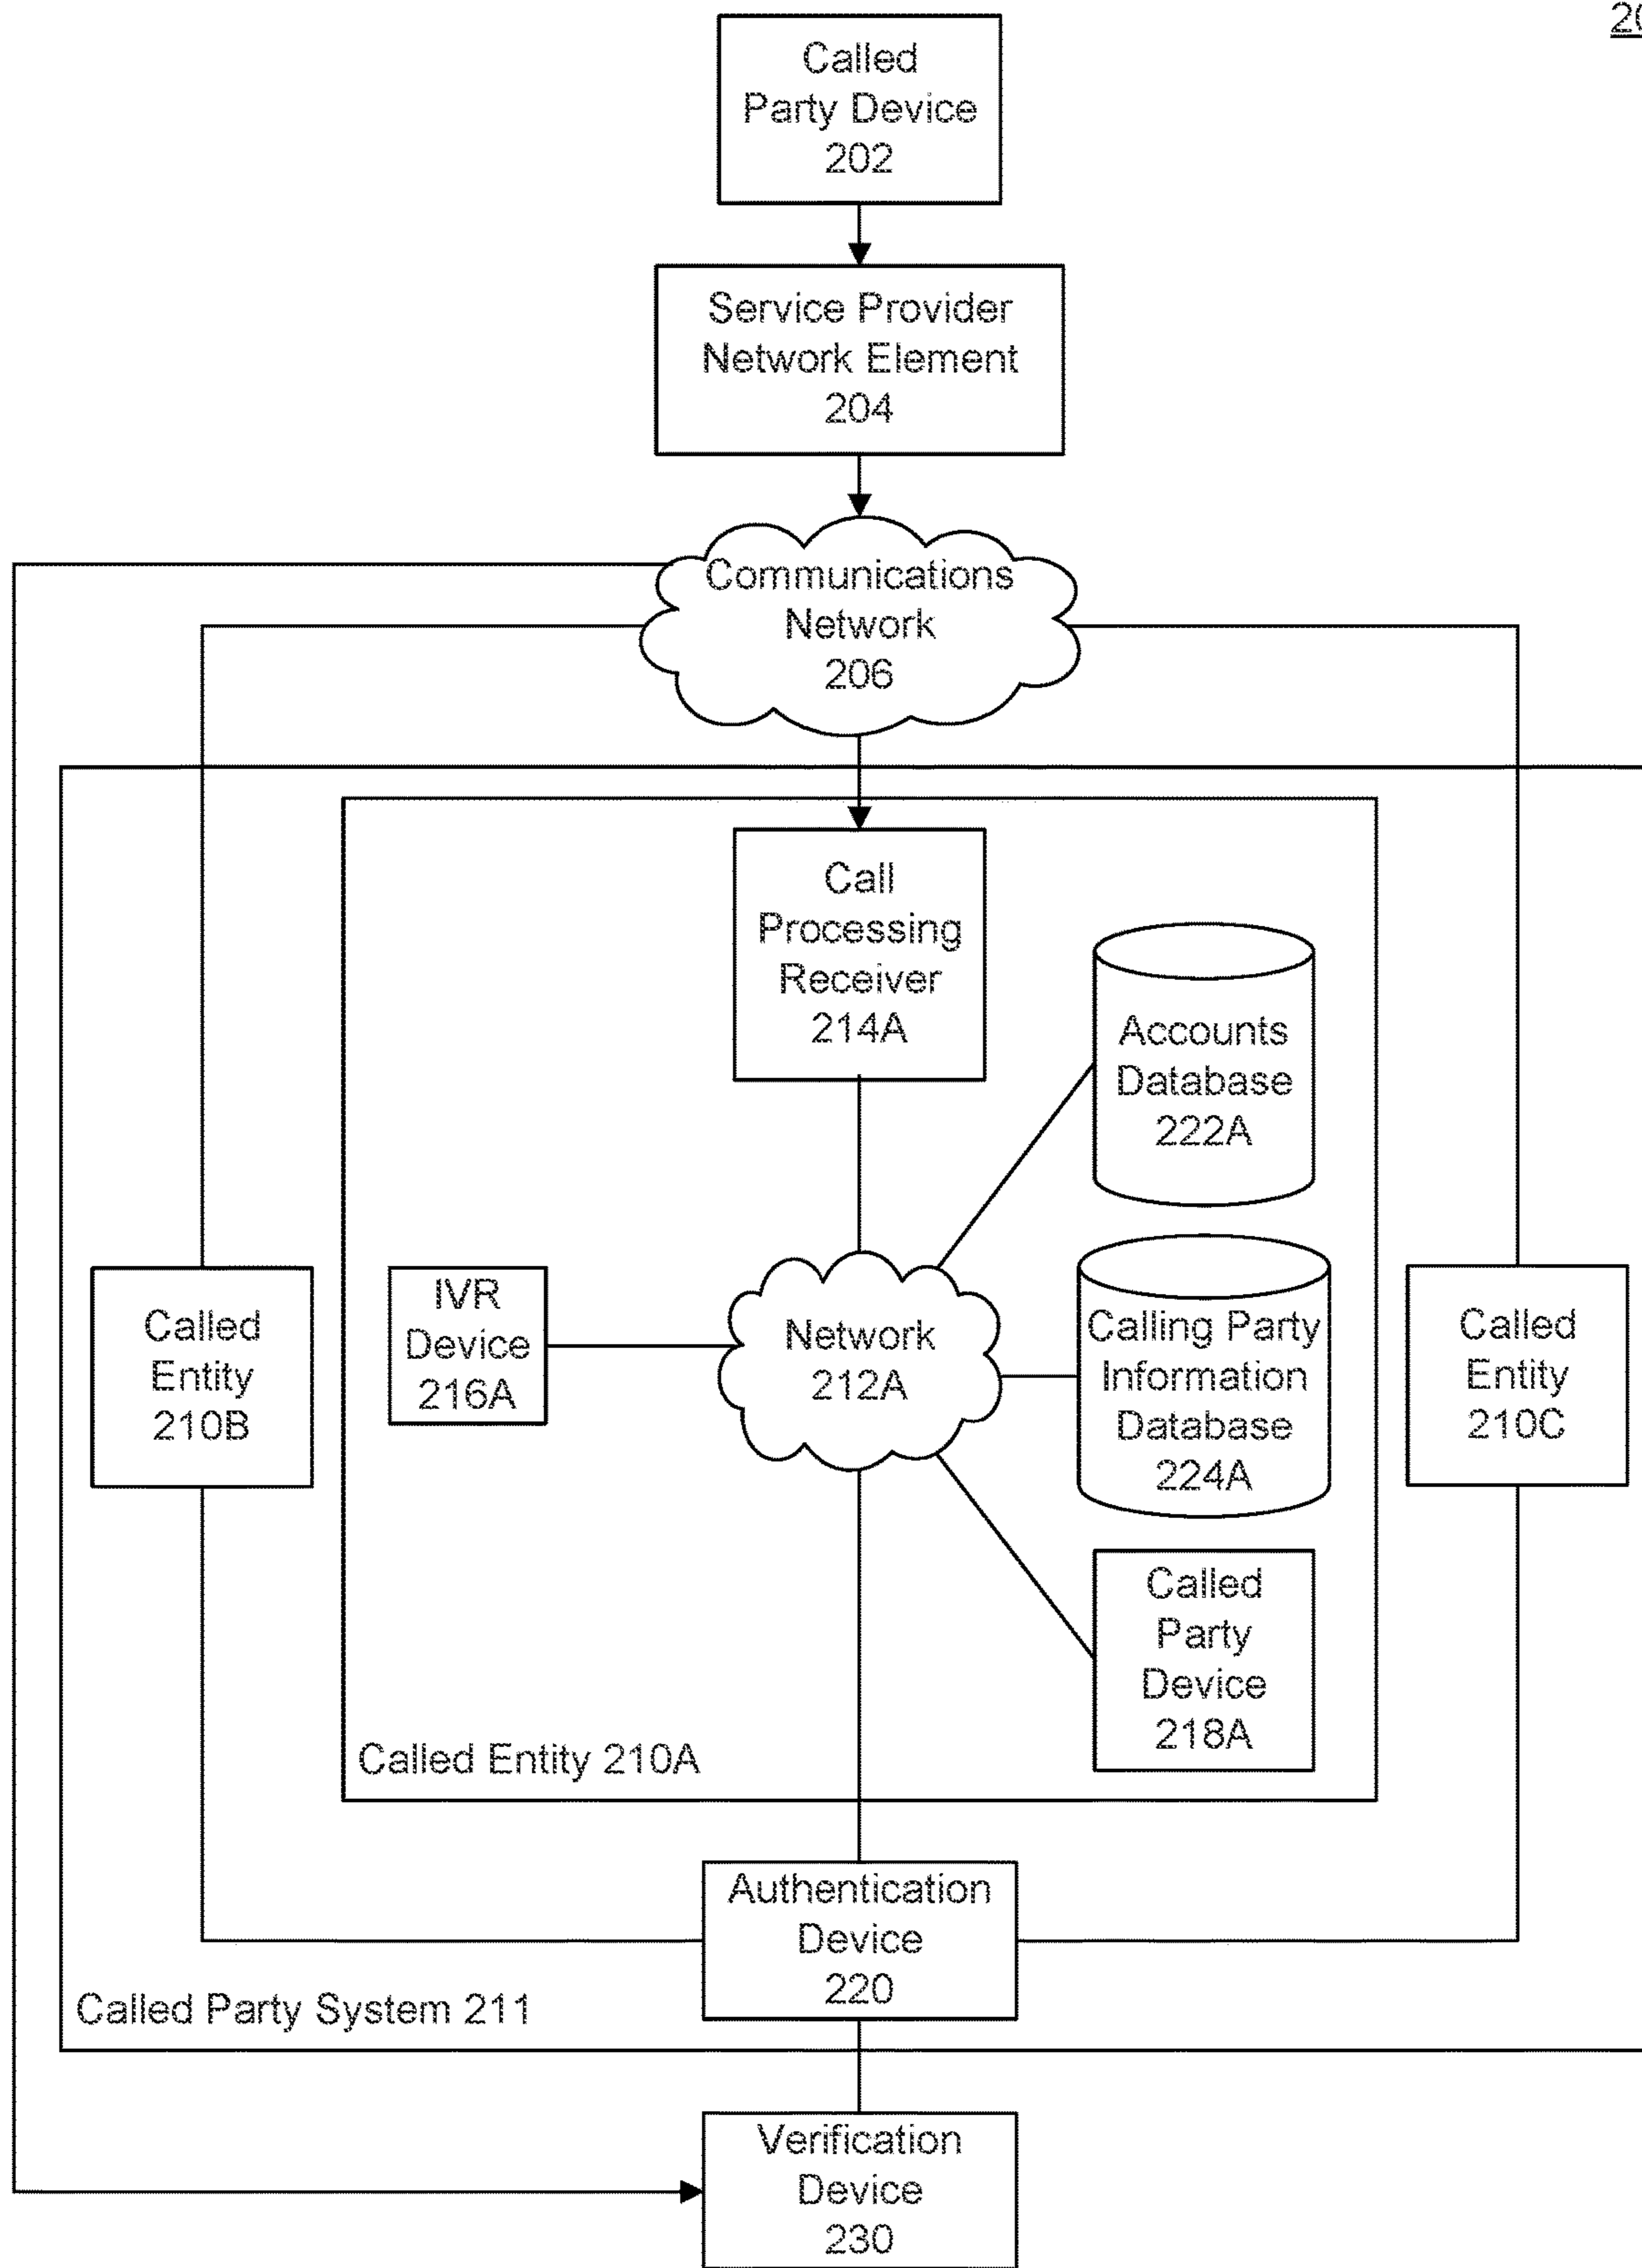 Called
Party Device
202
Service Provider
Network Element
204
Communications
Network
206
Call
Processing
Receiver
214A
Accounts
Database
222A
IVR
Device
216A
Network
212A
Calling Party
Information
Database
224A
Called
Entity
210B
Called
Entity
210C
Called
Party
Device
218A
Called Entity 210A
Authentication
Device
220
Called Party System 211
Verification
Device
230